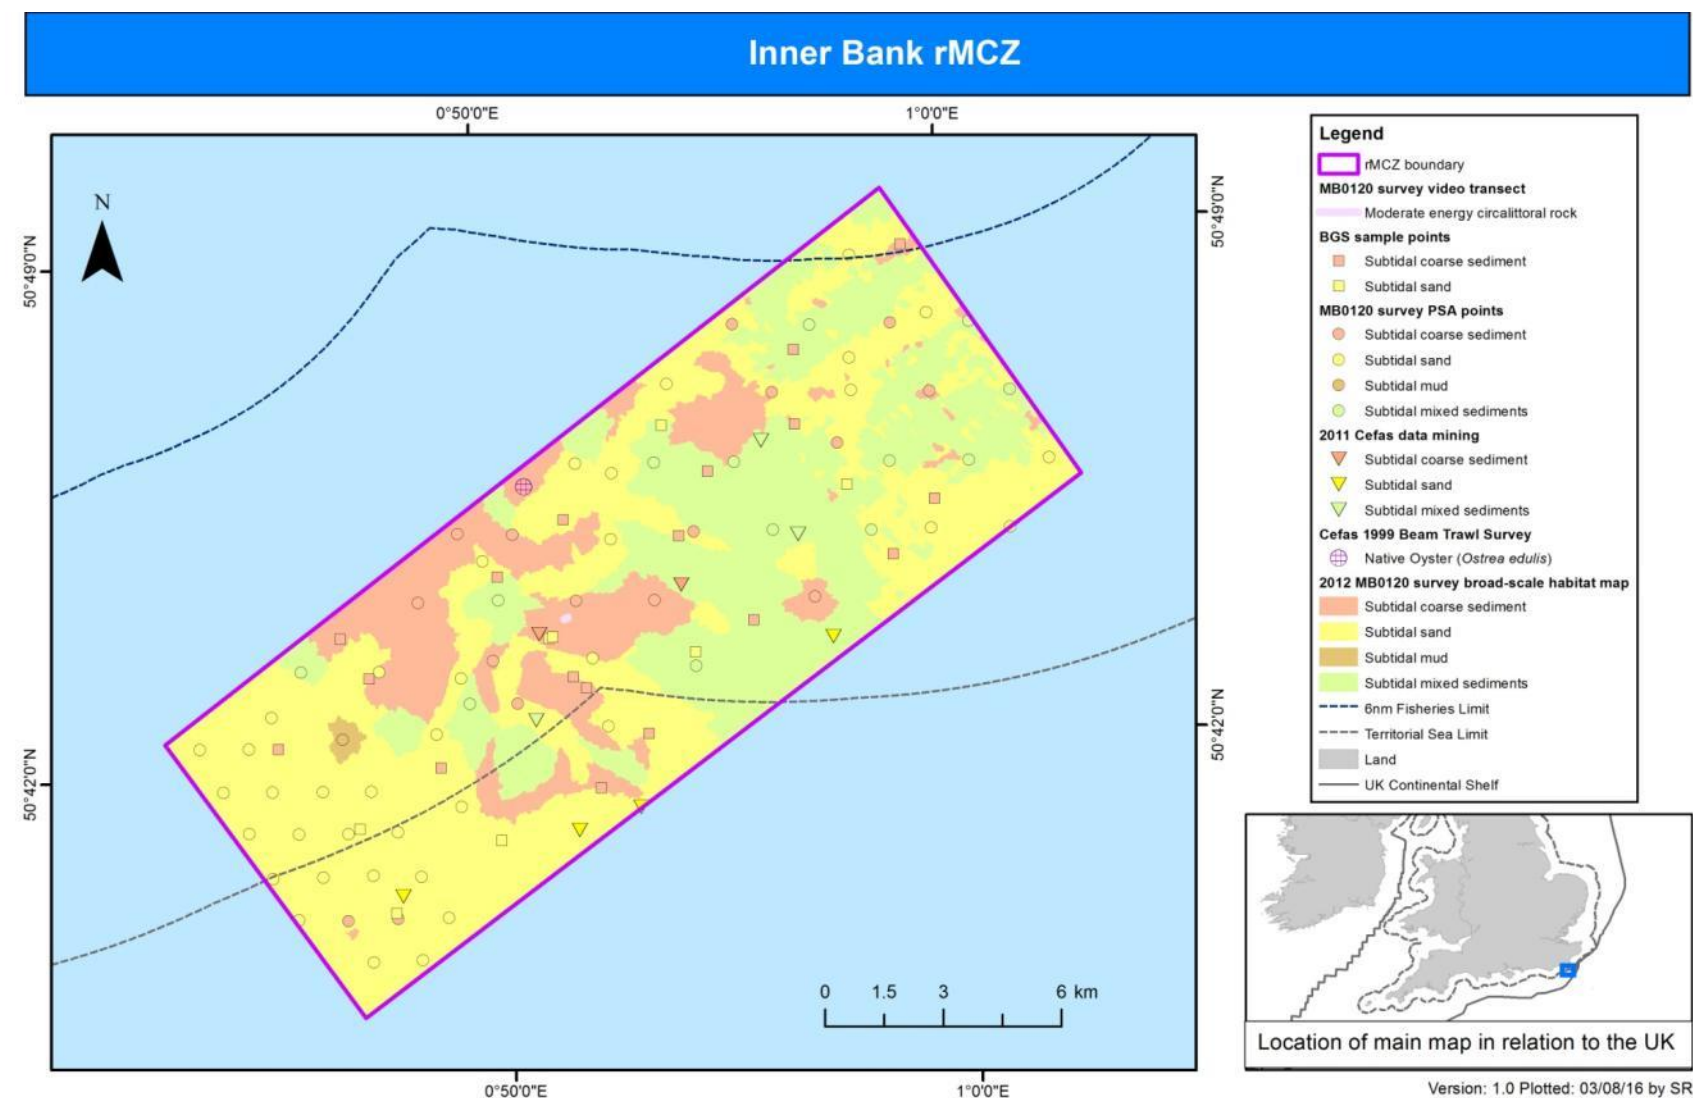 Inner Bank rMCZ
0°50'0"E
1°0'0"E
N
50°49'0"N
50°49'0"N
50°42'0"N
50°42'0"N
0 1.5 3 6 km
0°50'0"E
1°0'0"E
Legend
rMCZ boundary
MB0120 survey video transect
Moderate energy circalittoral rock
BGS sample points
Subtidal coarse sediment
Subtidal sand
MB0120 survey PSA points
Subtidal coarse sediment
Subtidal sand
Subtidal mud
Subtidal mixed sediments
2011 Cefas data mining
Subtidal coarse sediment
Subtidal sand
Subtidal mixed sediments
Cefas 1999 Beam Trawl Survey
Native Oyster (Ostrea edulis)
2012 MB0120 survey broad-scale habitat map
Subtidal coarse sediment
Subtidal sand
Subtidal mud
Subtidal mixed sediments
6nm Fisheries Limit
Territorial Sea Limit
Land
UK Continental Shelf
Location of main map in relation to the UK
Version: 1.0 Plotted: 03/08/16 by SR